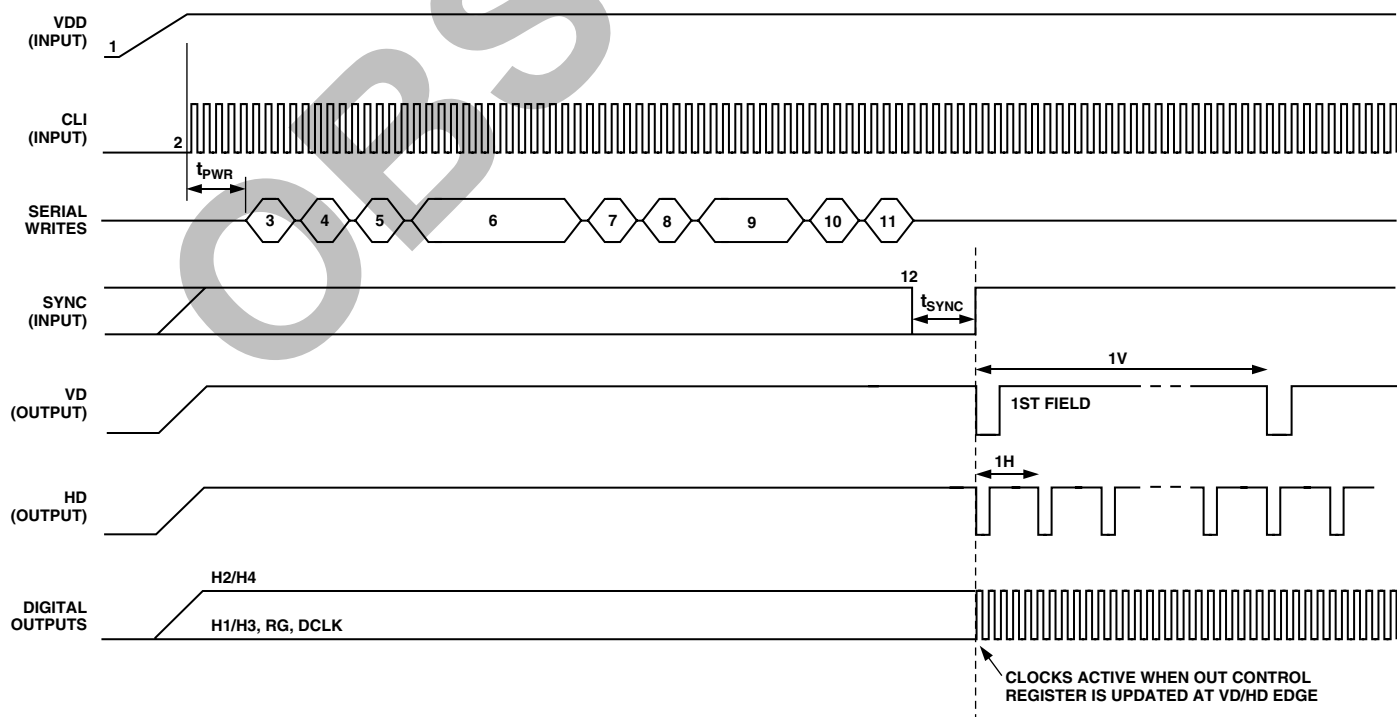 VDD
(INPUT)
1
CLI
(INPUT)
2
tPWR
SERIAL
WRITES
3
4
5
6
7
8
9
10
11
SYNC
(INPUT)
12
tSYNC
VD
(OUTPUT)
1V
1ST FIELD
HD
(OUTPUT)
1H
DIGITAL
OUTPUTS
H2/H4
H1/H3, RG, DCLK
CLOCKS ACTIVE WHEN OUT CONTROL
REGISTER IS UPDATED AT VD/HD EDGE
OBS